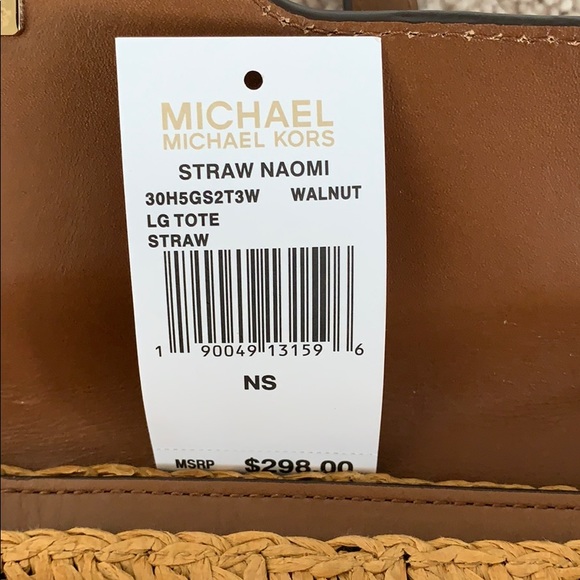 MICHAEL
MICHAEL KORS
STRAW NAOMI
30H5GS2T3W WALNUT
LG TOTE
STRAW
1 90049 13159 6
NS
MSRP $298.00